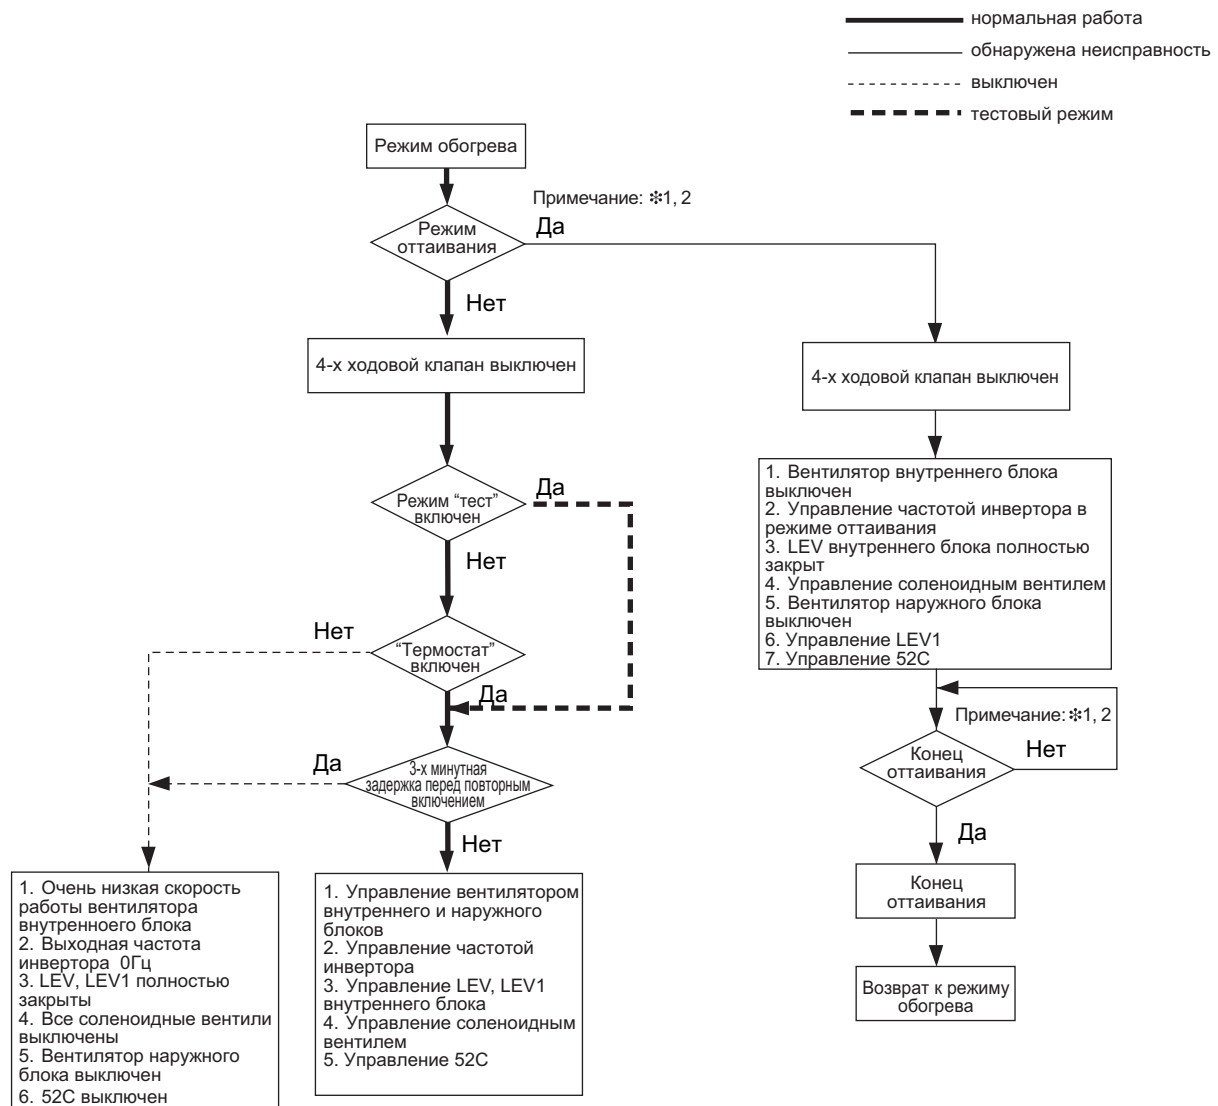 нормальная работа
обнаружена неисправность
выключен
тестовый режим
Режим обогрева
Примечание: ✻1, 2
Режим
оттаивания
Да
Нет
4-х ходовой клапан выключен
Режим “тест”
включен
Да
Нет
“Термостат”
включен
Нет
Да
3-х минутная
задержка перед повторным
включением
Да
Нет
1. Очень низкая скорость
работы вентилятора
внутренноего блока
2. Выходная частота
инвертора 0Гц
3. LEV, LEV1 полностью
закрыты
4. Все соленоидные вентили
выключены
5. Вентилятор наружного
блока выключен
6. 52C выключен
1. Управление вентилятором
внутреннего и наружного
блоков
2. Управление частотой
инвертора
3. Управление LEV, LEV1
внутреннего блока
4. Управление соленоидным
вентилем
5. Управление 52C
4-х ходовой клапан выключен
1. Вентилятор внутреннего блока
выключен
2. Управление частотой инвертора в
режиме оттаивания
3. LEV внутреннего блока полностью
закрыт
4. Управление соленоидным вентилем
5. Вентилятор наружного блока
выключен
6. Управление LEV1
7. Управление 52C
Примечание: ✻1, 2
Конец
оттаивания
Нет
Да
Конец
оттаивания
Возврат к режиму
обогрева